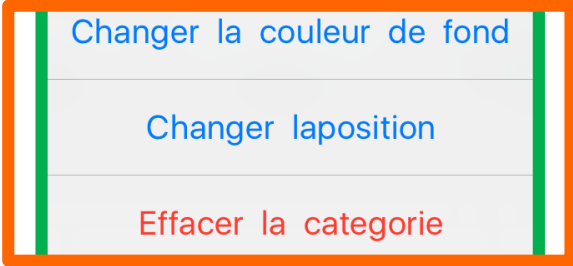 Changer la couleur de fond
Changer laposition
Effacer la categorie